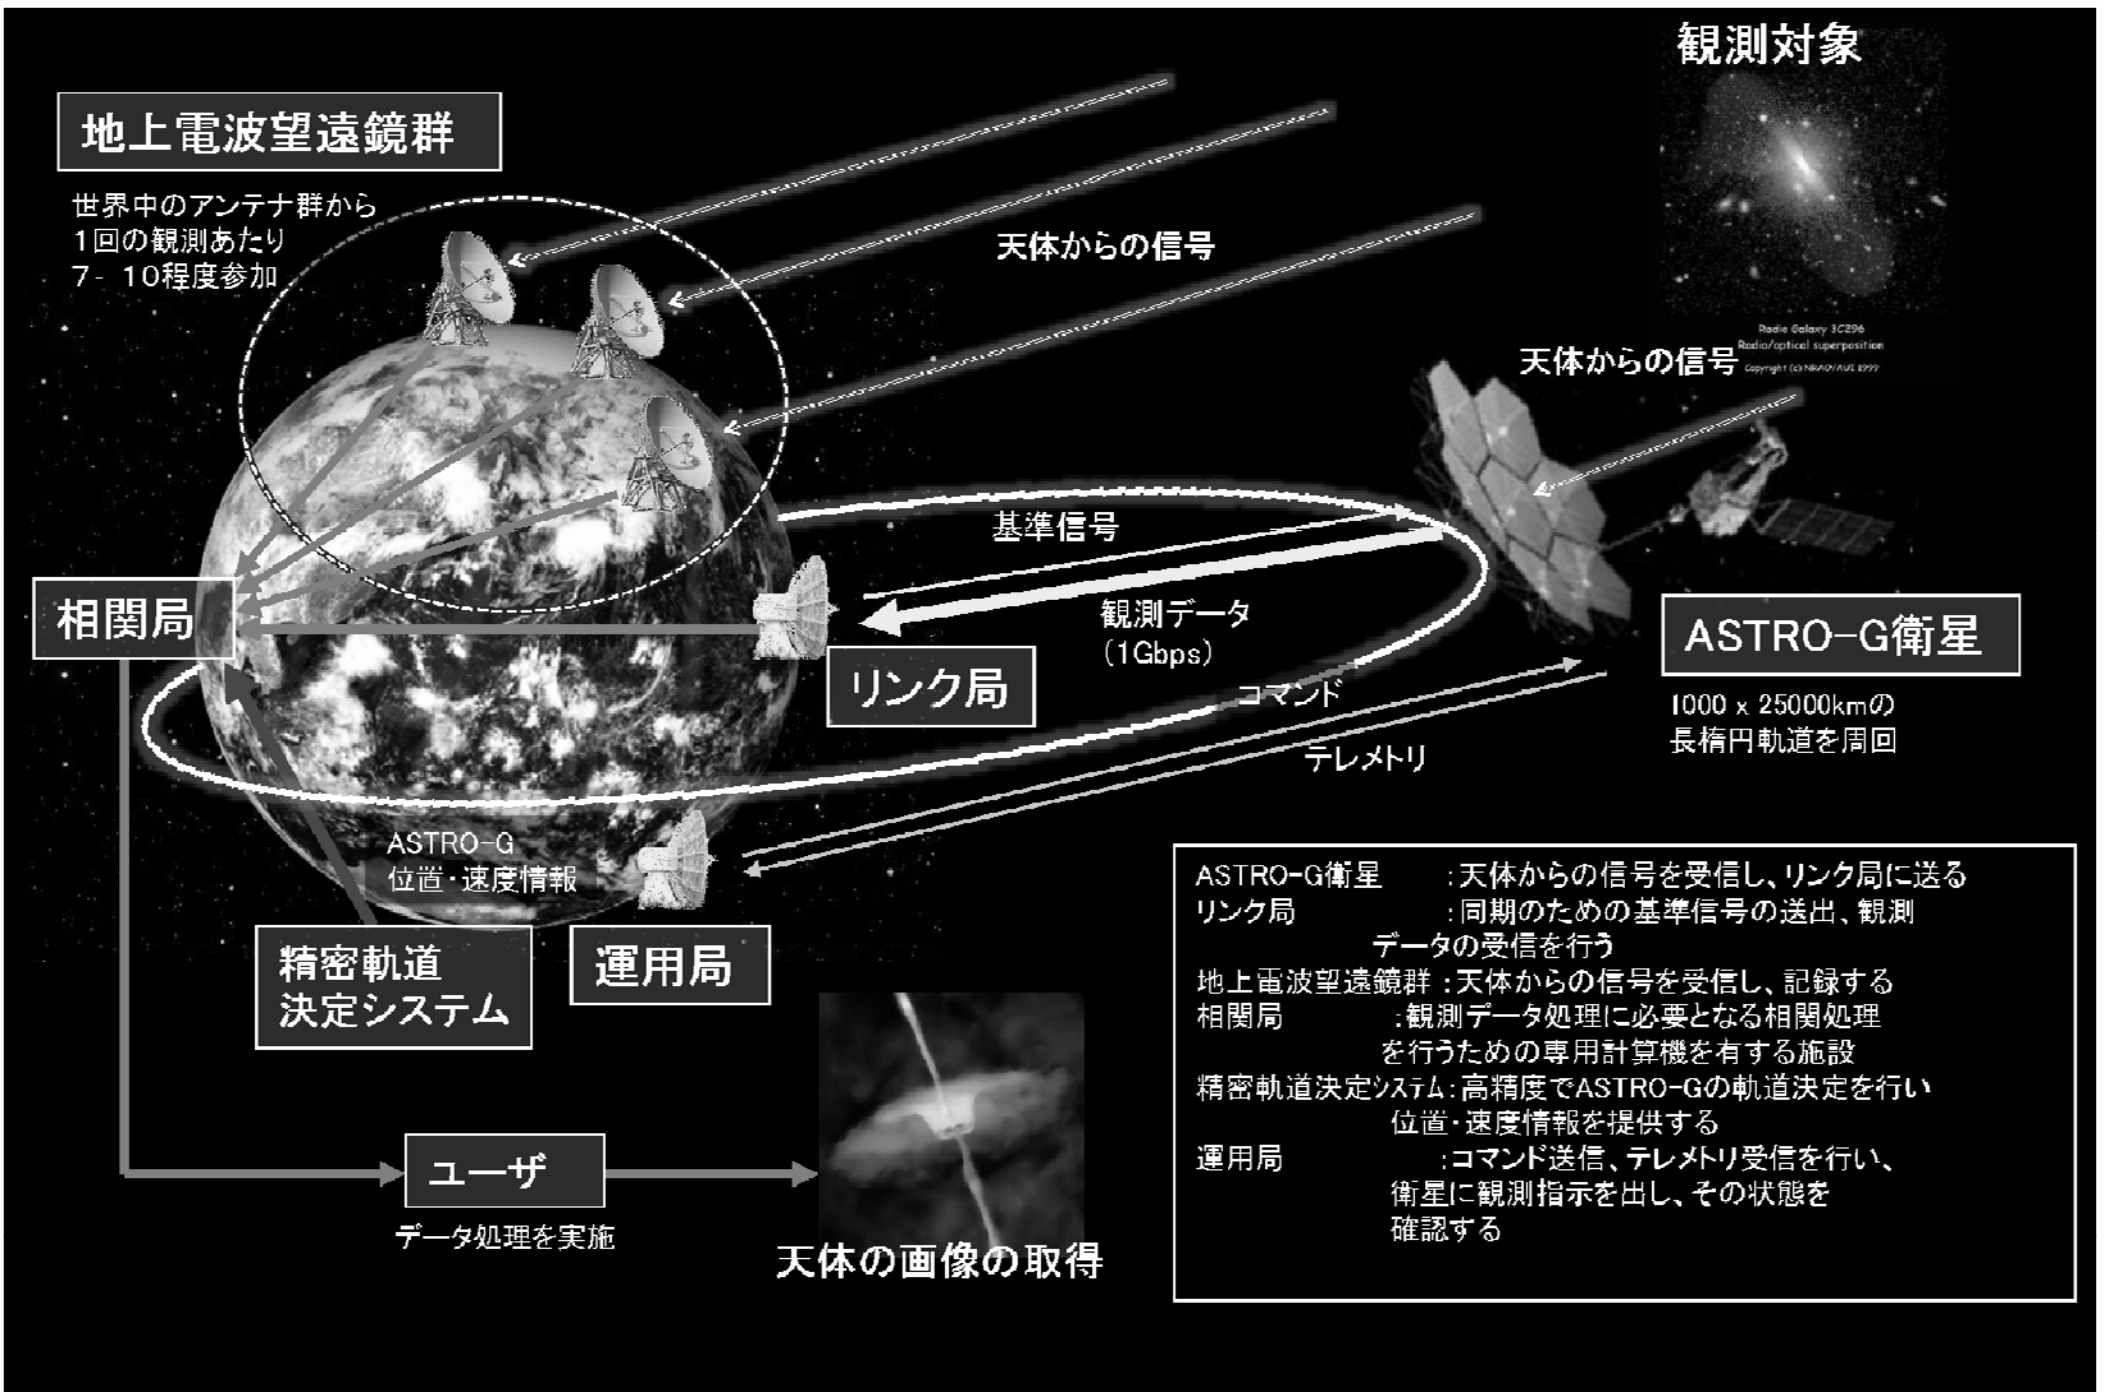 観測対象
地上電波望遠鏡群
世界中のアンテナ群から
1回の観測あたり
7- 10程度参加
天体からの信号
Radio Galaxy 3C296
Radio/optical superposition
Copyright (c) NRAO/AUI 1999
天体からの信号
基準信号
観測データ
(1Gbps)
相関局
リンク局
ASTRO-G衛星
1000 x 25000kmの
長楕円軌道を周回
コマンド
テレメトリ
ASTRO-G
位置・速度情報
精密軌道
決定システム
運用局
ユーザ
データ処理を実施
天体の画像の取得
ASTRO-G衛星 :天体からの信号を受信し、リンク局に送る
リンク局 :同期のための基準信号の送出、観測
データの受信を行う
地上電波望遠鏡群:天体からの信号を受信し、記録する
相関局 :観測データ処理に必要となる相関処理
を行うための専用計算機を有する施設
精密軌道決定システム:高精度でASTRO-Gの軌道決定を行い
位置・速度情報を提供する
運用局 :コマンド送信、テレメトリ受信を行い、
衛星に観測指示を出し、その状態を
確認する